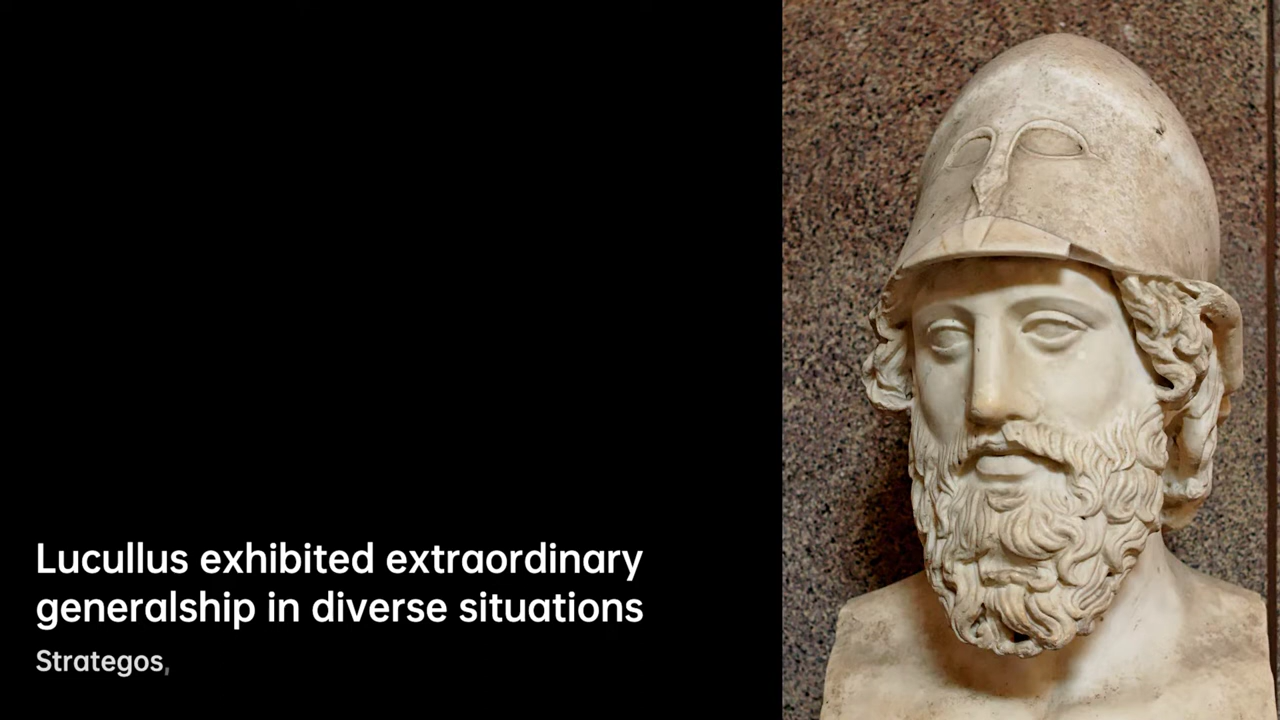 Lucullus exhibited extraordinary
generalship in diverse situations
Strategos,